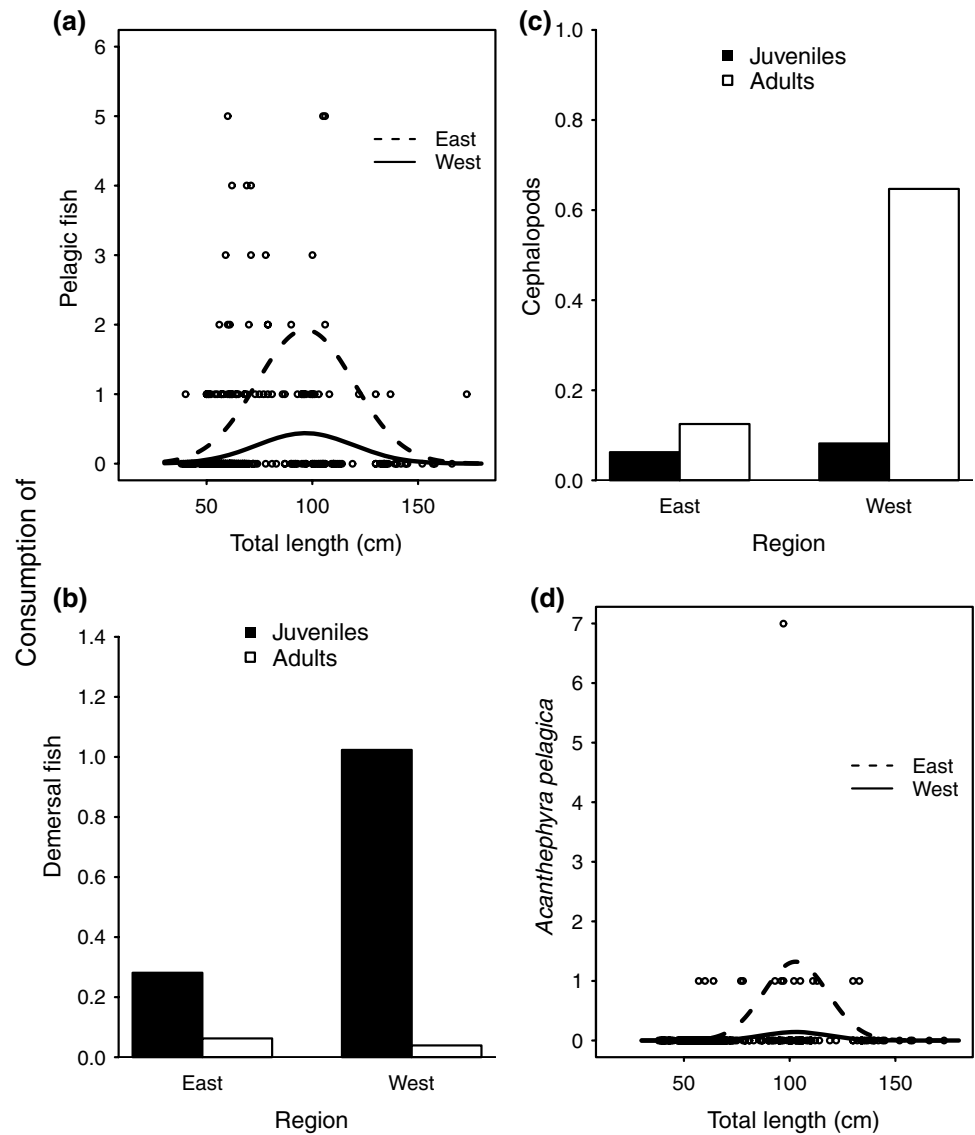 Consumption of
(a)
6
5
4
3
2
1
0
Pelagic fish
East
West
50 100 150
Total length (cm)
(c)
1.0
0.8
0.6
0.4
0.2
0.0
Cephalopods
Juveniles
Adults
East West
Region
(b)
1.4
1.2
1.0
0.8
0.6
0.4
0.2
0.0
Demersal fish
Juveniles
Adults
East West
Region
(d)
7
6
5
4
3
2
1
0
Acanthephyra pelagica
East
West
50 100 150
Total length (cm)